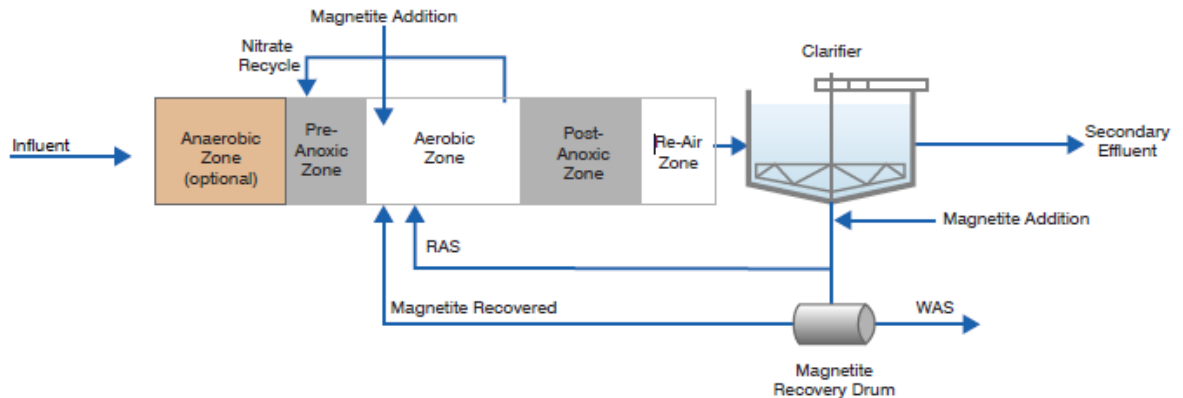 Magnetite Addition
Nitrate
Recycle
Clarifier
Influent
Anaerobic
Zone
(optional)
Pre-
Anoxic
Zone
Aerobic
Zone
Post-
Anoxic
Zone
Re-Air
Zone
Secondary
Effluent
Magnetite Addition
RAS
Magnetite Recovered
WAS
Magnetite
Recovery Drum